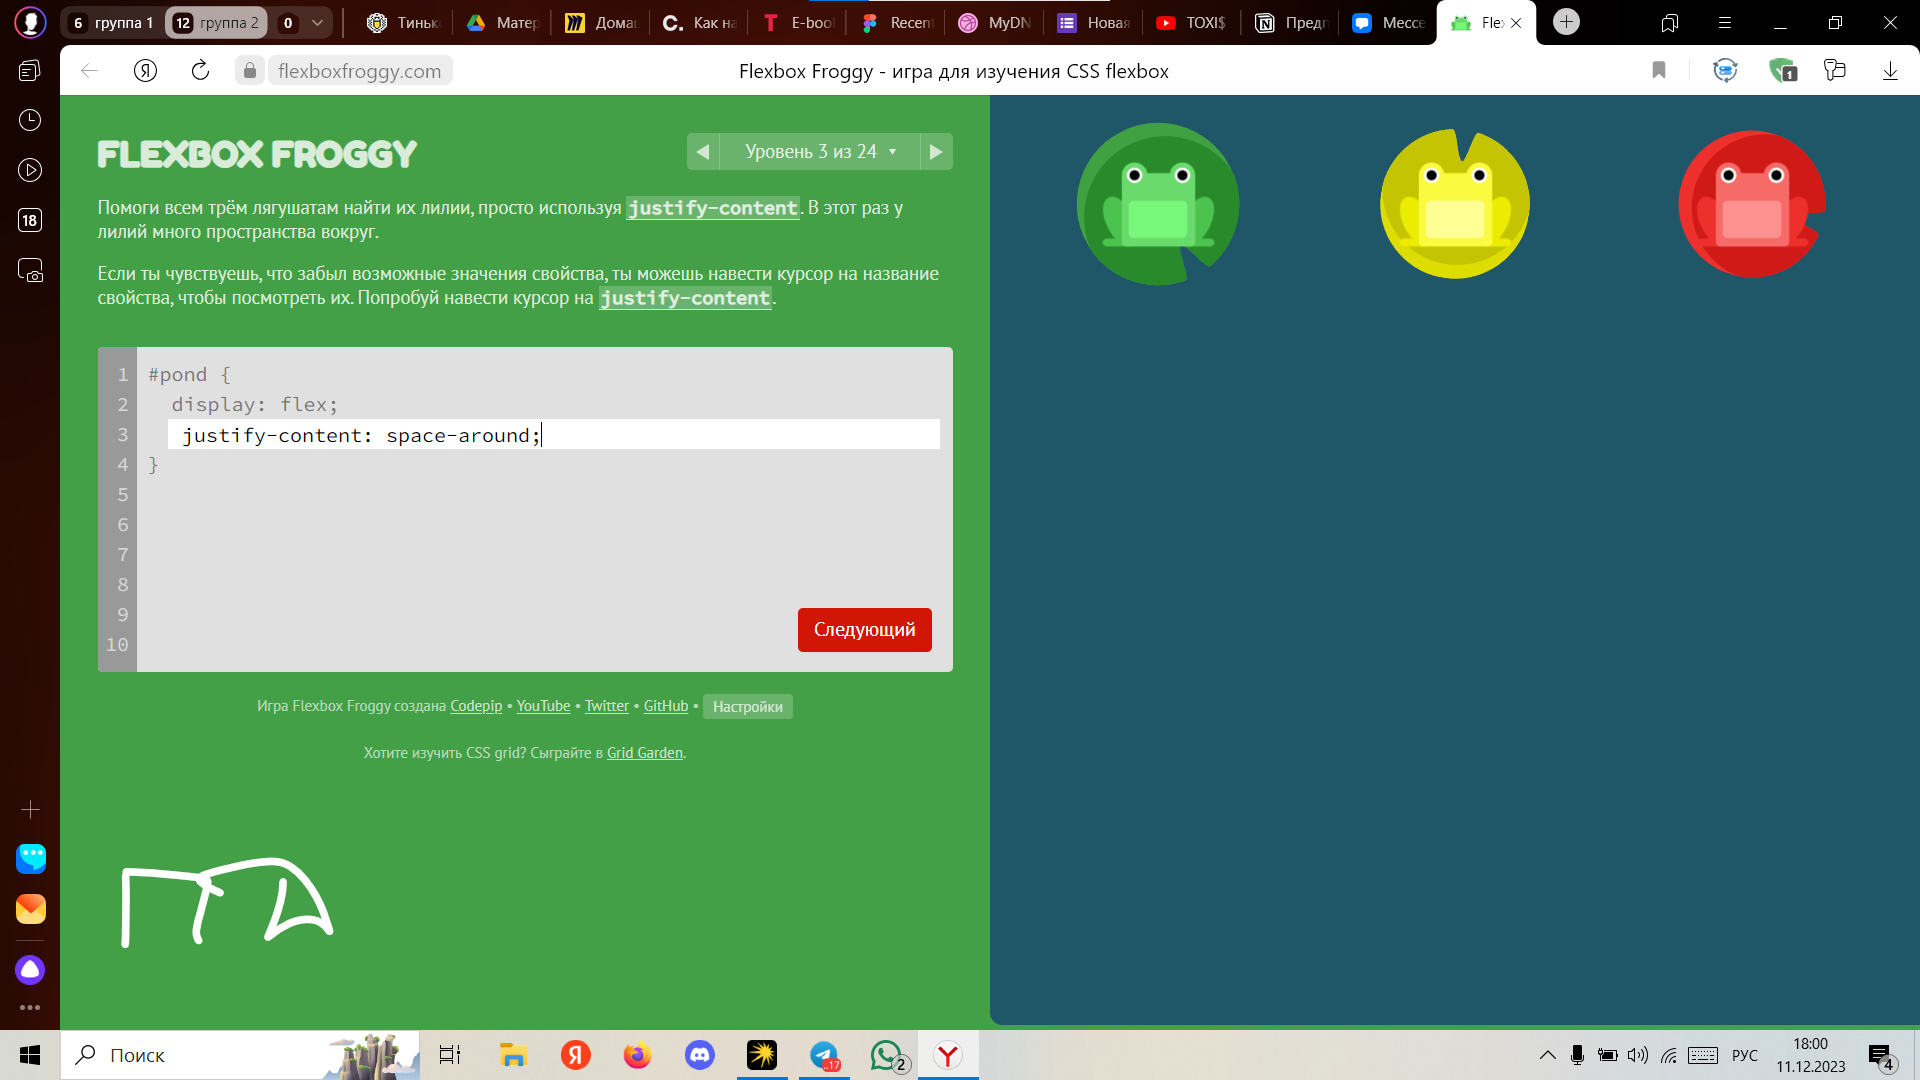 6 группа 1 12 группа 2 0 Тинь Матер Дома Как на E-bool Recen MyDN Новая TOXI$ Предп Мессе Fle
flexboxfroggy.com Flexbox Froggy - игра для изучения CSS flexbox 1
18
FLEXBOX FROGGY
Уровень 3 из 24
Помоги всем трём лягушатам найти их лилии, просто используя justify-content. В этот раз у
лилий много пространства вокруг.
Если ты чувствуешь, что забыл возможные значения свойства, ты можешь навести курсор на название
свойства, чтобы посмотреть их. Попробуй навести курсор на justify-content.
1 #pond {
2 display: flex;
3 justify-content: space-around;
4 }
5
6
7
8
9
10
Следующий
Игра Flexbox Froggy создана Codepip • YouTube • Twitter • GitHub • Настройки
Хотите изучить CSS grid? Сыграйте в Grid Garden.
Поиск
..17
2
РУС
18:00
11.12.2023
4